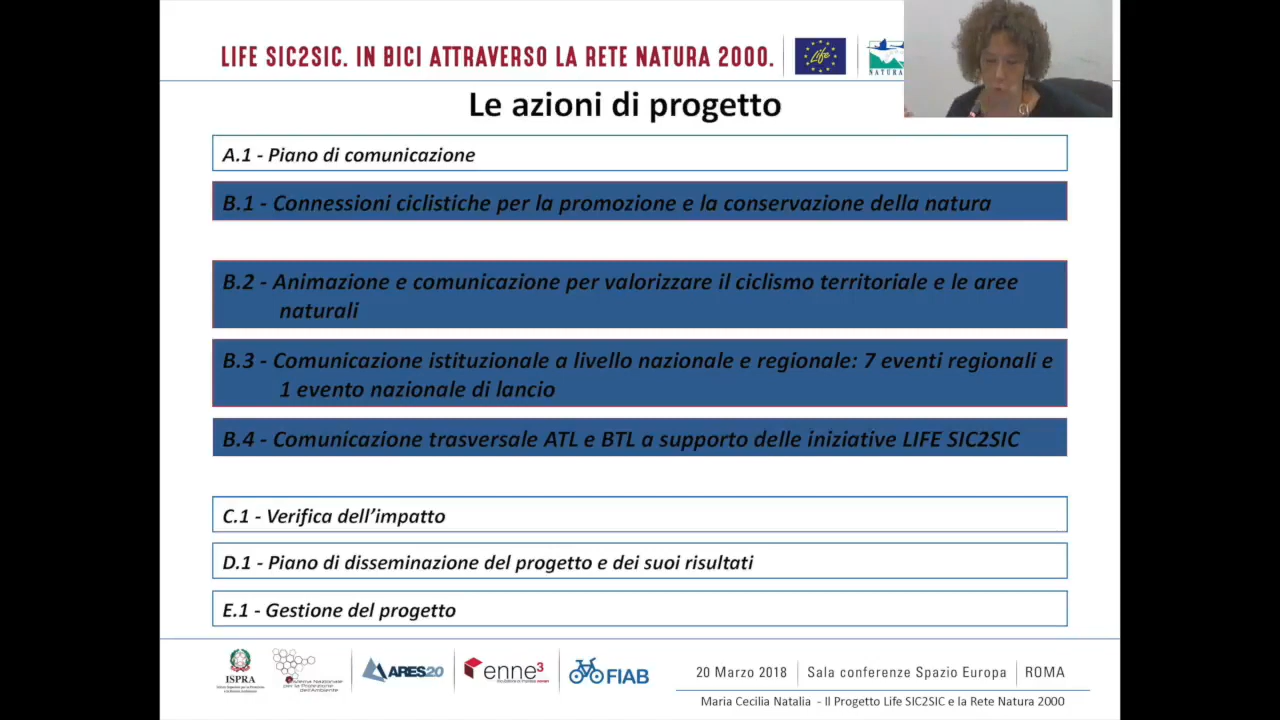 LIFE SIC2SIC. IN BICI ATTRAVERSO LA RETE NATURA 2000.
Life
NATURA
Le azioni di progetto
A.1 - Piano di comunicazione
B.1 - Connessioni ciclistiche per la promozione e la conservazione della natura
B.2 - Animazione e comunicazione per valorizzare il ciclismo territoriale e le aree
naturali
B.3 - Comunicazione istituzionale a livello nazionale e regionale: 7 eventi regionali e
1 evento nazionale di lancio
B.4 - Comunicazione trasversale ATL e BTL a supporto delle iniziative LIFE SIC2SIC
C.1 - Verifica dell’impatto
D.1 - Piano di disseminazione del progetto e dei suoi risultati
E.1 - Gestione del progetto
ISPRA
ARES20
enne3
FIAB
20 Marzo 2018 Sala conferenze Spazio Europa ROMA
Maria Cecilia Natalia - Il Progetto Life SIC2SIC e la Rete Natura 2000